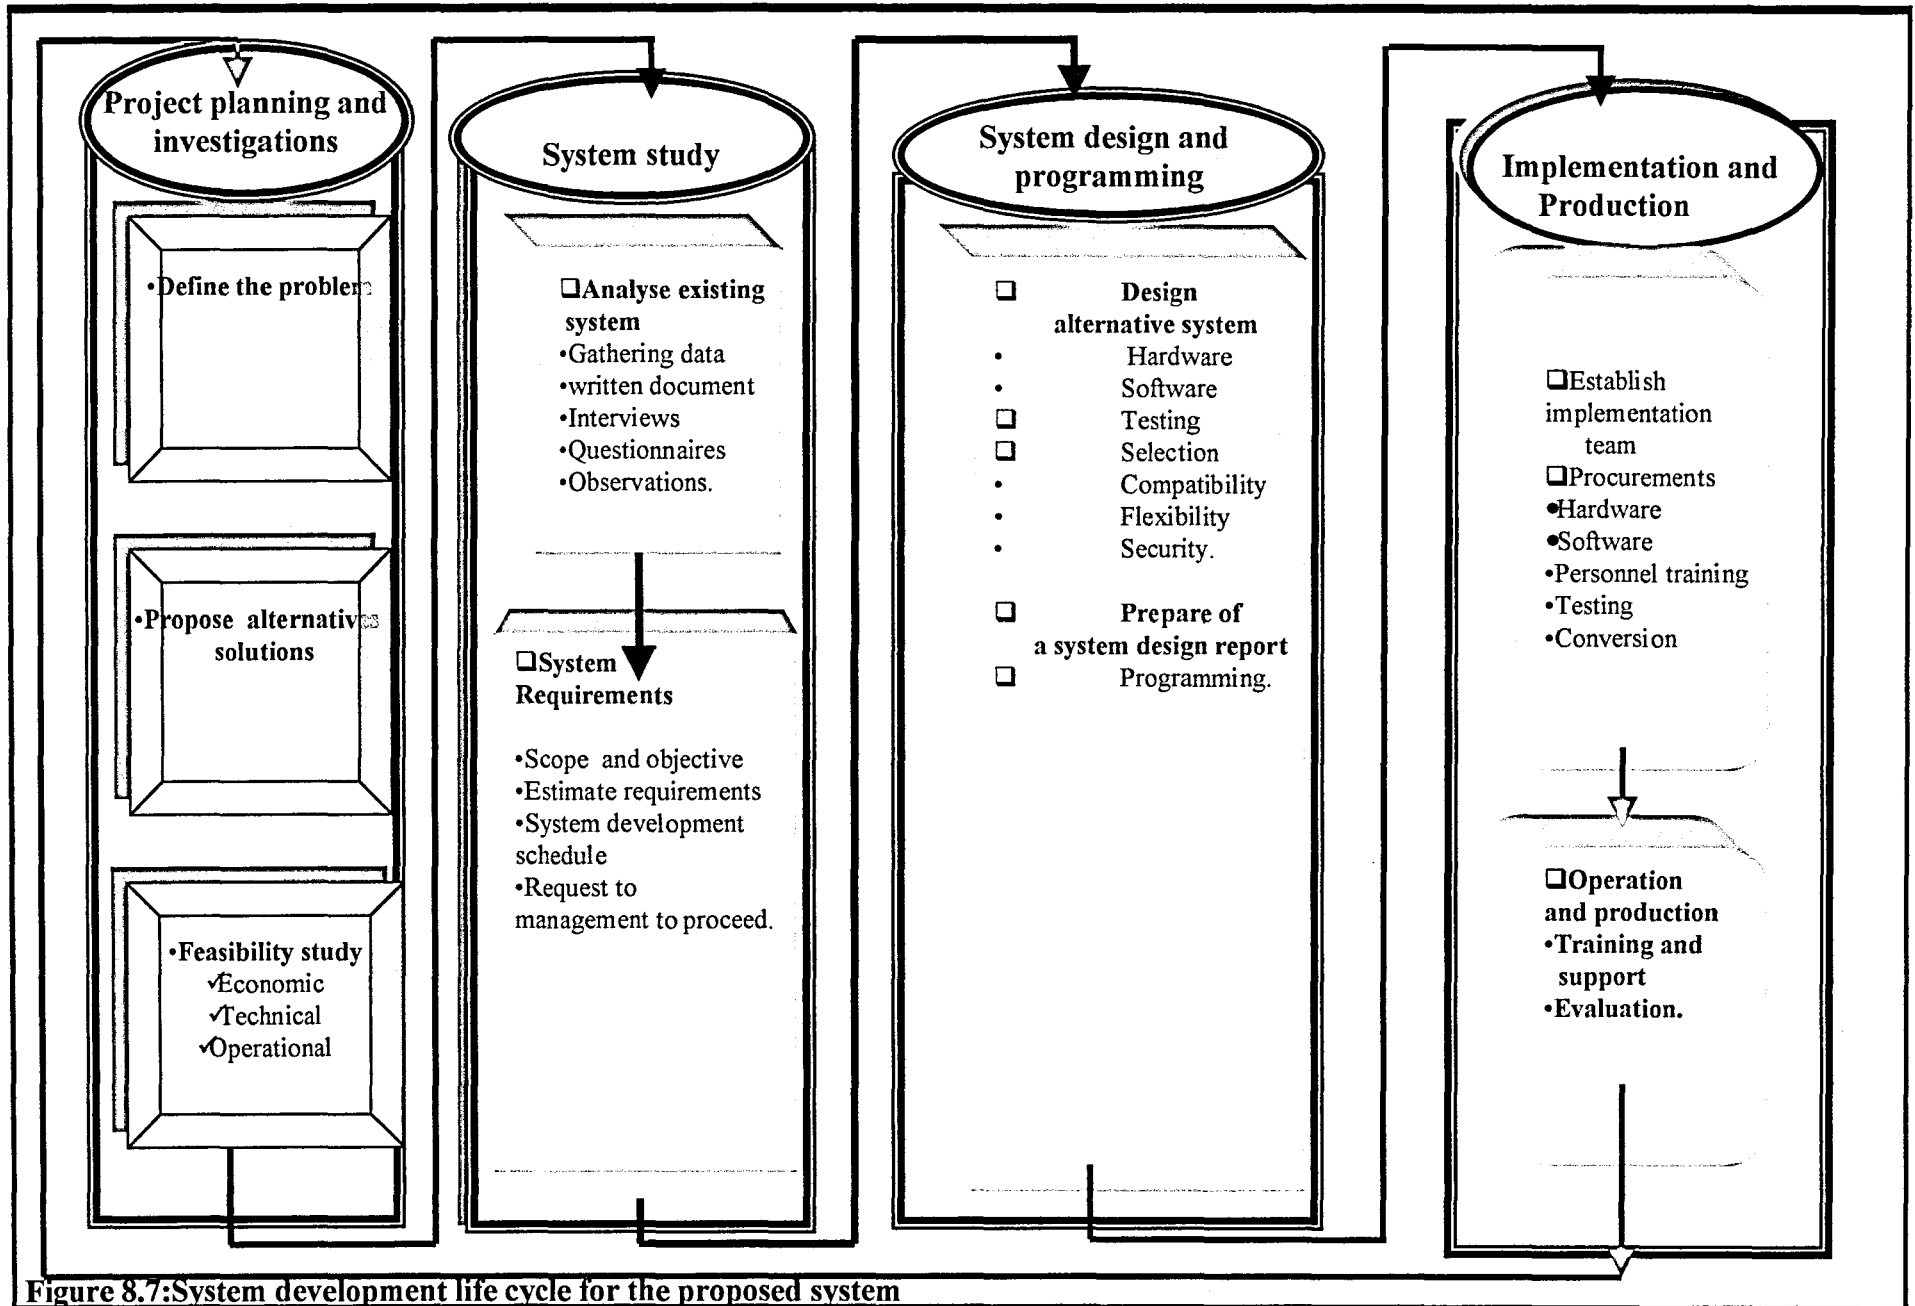 Project planning and
investigations
•Define the problem
•Propose alternatives
solutions
•Feasibility study
✓Economic
✓Technical
✓Operational
System study
❑Analyse existing
system
•Gathering data
•written document
•Interviews
•Questionnaires
•Observations.
❑System
Requirements
•Scope and objective
•Estimate requirements
•System development
schedule
•Request to
management to proceed.
System design and
programming
❑ Design
alternative system
• Hardware
• Software
❑ Testing
❑ Selection
• Compatibility
• Flexibility
• Security.
❑ Prepare of
a system design report
❑ Programming.
Implementation and
Production
❑Establish
implementation
team
❑Procurements
•Hardware
•Software
•Personnel training
•Testing
•Conversion
❑Operation
and production
•Training and
support
•Evaluation.
Figure 8.7:System development life cycle for the proposed system